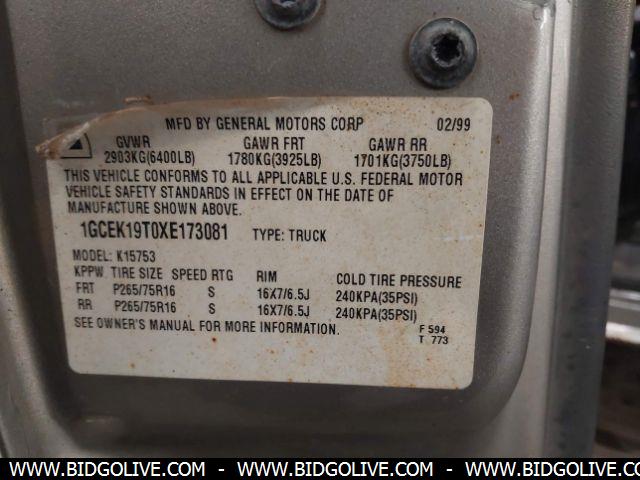 MFD BY GENERAL MOTORS CORP 02/99
GVWR GAWR FRT GAWR RR
2903KG(6400LB) 1780KG(3925LB) 1701KG(3750LB)
THIS VEHICLE CONFORMS TO ALL APPLICABLE U.S. FEDERAL MOTOR
VEHICLE SAFETY STANDARDS IN EFFECT ON THE DATE OF
MANUFACTURE SHOWN ABOVE.
1GCEK19T0XE173081 TYPE: TRUCK
MODEL: K15753
KPPW TIRE SIZE SPEED RTG RIM COLD TIRE PRESSURE
FRT P265/75R16 S 16X7/6.5J 240KPA(35PSI)
RR P265/75R16 S 16X7/6.5J 240KPA(35PSI)
SEE OWNER'S MANUAL FOR MORE INFORMATION. F 594
T 773
WWW.BIDGOLIVE.COM - WWW.BIDGOLIVE.COM - WWW.BIDGOLIVE.COM